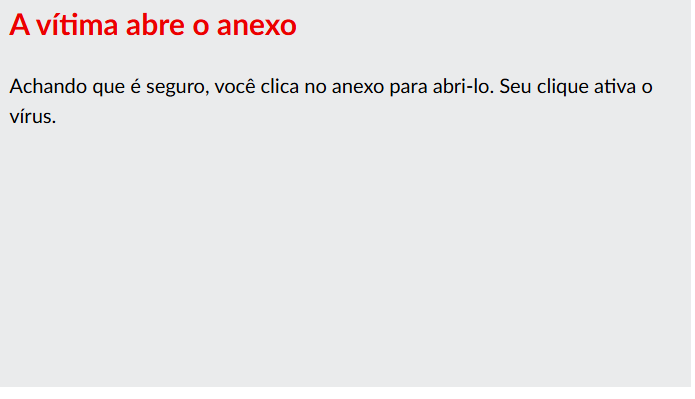 A vítima abre o anexo
Achando que é seguro, você clica no anexo para abri-lo. Seu clique ativa o
vírus.